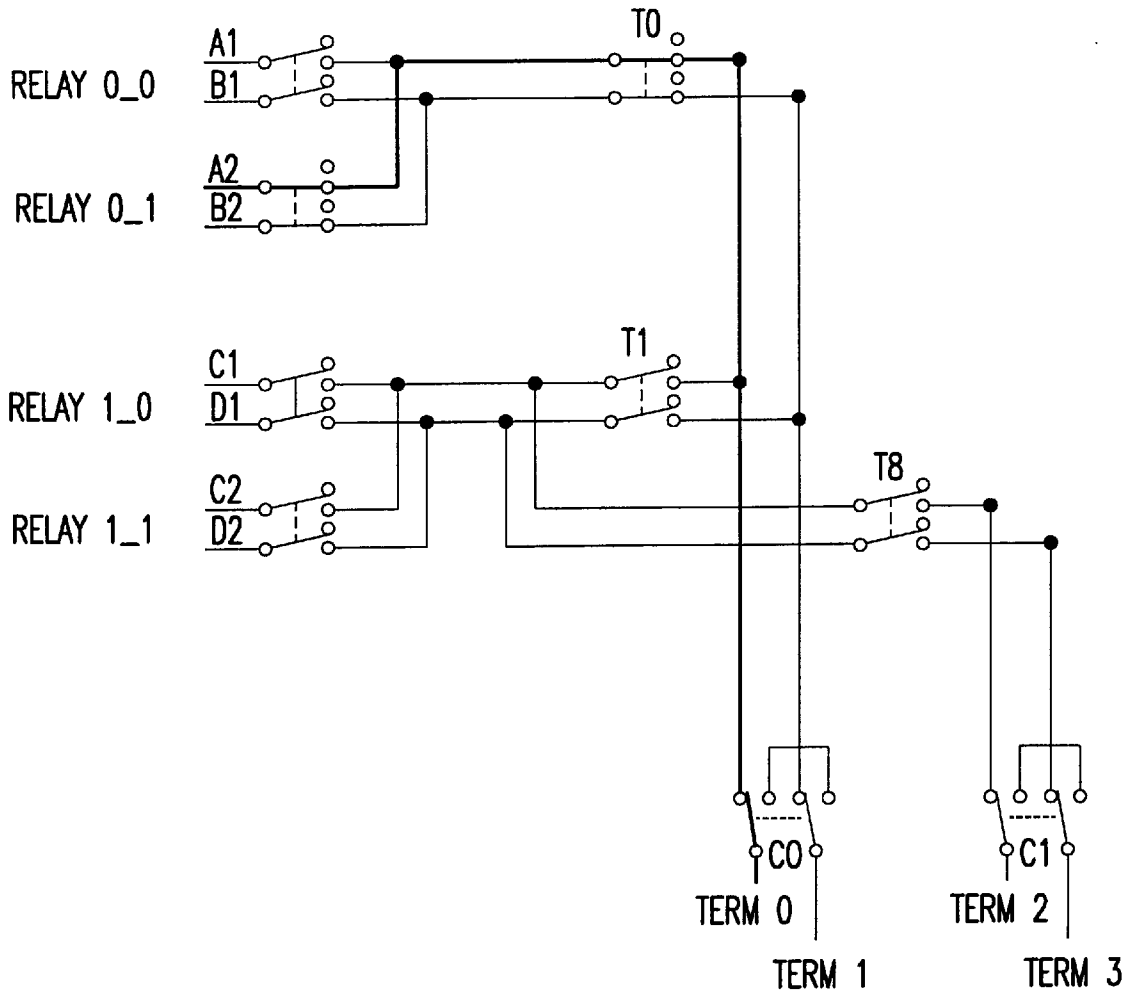 A1
T0
RELAY 0_0
B1
A2
RELAY 0_1
B2
C1
T1
RELAY 1_0
D1
C2
T8
RELAY 1_1
D2
C0
C1
TERM 0
TERM 2
TERM 1
TERM 3